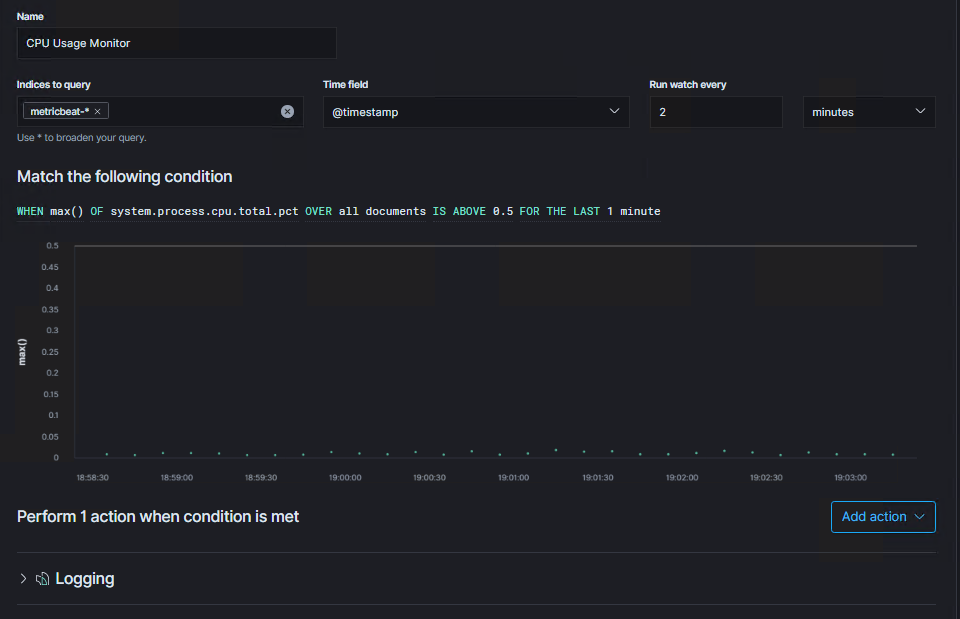 Name
CPU Usage Monitor
Indices to query Time field Run watch every
metricbeat-* × @timestamp 2 minutes
Use * to broaden your query.
Match the following condition
WHEN max() OF system.process.cpu.total.pct OVER all documents IS ABOVE 0.5 FOR THE LAST 1 minute
0.5
0.45
0.4
0.35
0.3
0.25
0.2
0.15
0.1
0.05
0
max()
18:58:30 18:59:00 18:59:30 19:00:00 19:00:30 19:01:00 19:01:30 19:02:00 19:02:30 19:03:00
Perform 1 action when condition is met Add action
Logging